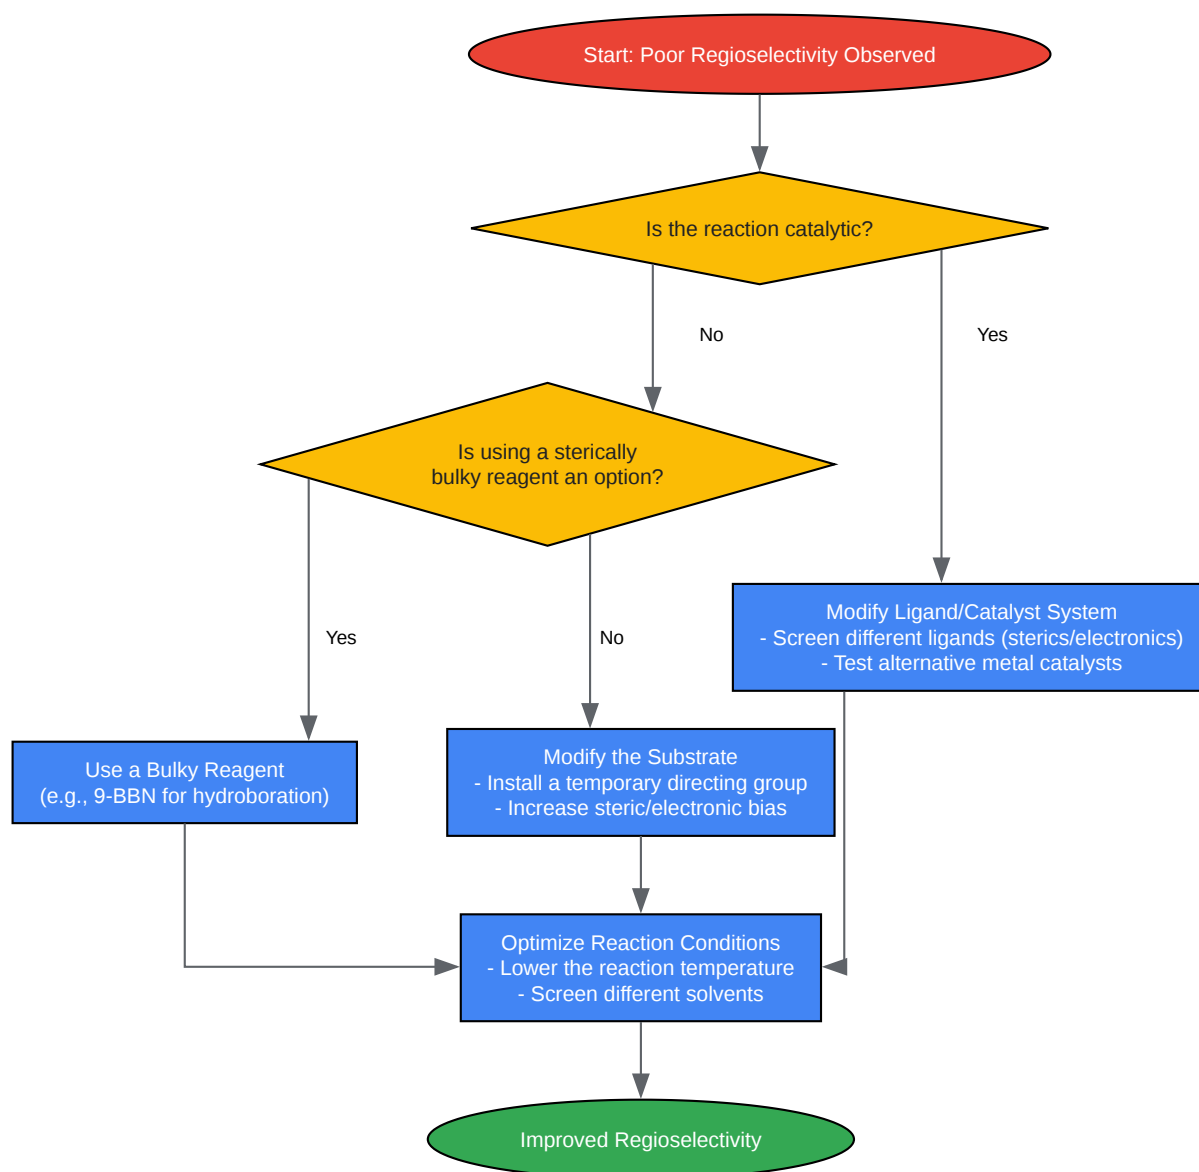 Start: Poor Regioselectivity Observed
Is the reaction catalytic?
No
Yes
Is using a sterically
bulky reagent an option?
Yes
No
Modify Ligand/Catalyst System
- Screen different ligands (sterics/electronics)
- Test alternative metal catalysts
Use a Bulky Reagent
(e.g., 9-BBN for hydroboration)
Modify the Substrate
- Install a temporary directing group
- Increase steric/electronic bias
Optimize Reaction Conditions
- Lower the reaction temperature
- Screen different solvents
Improved Regioselectivity